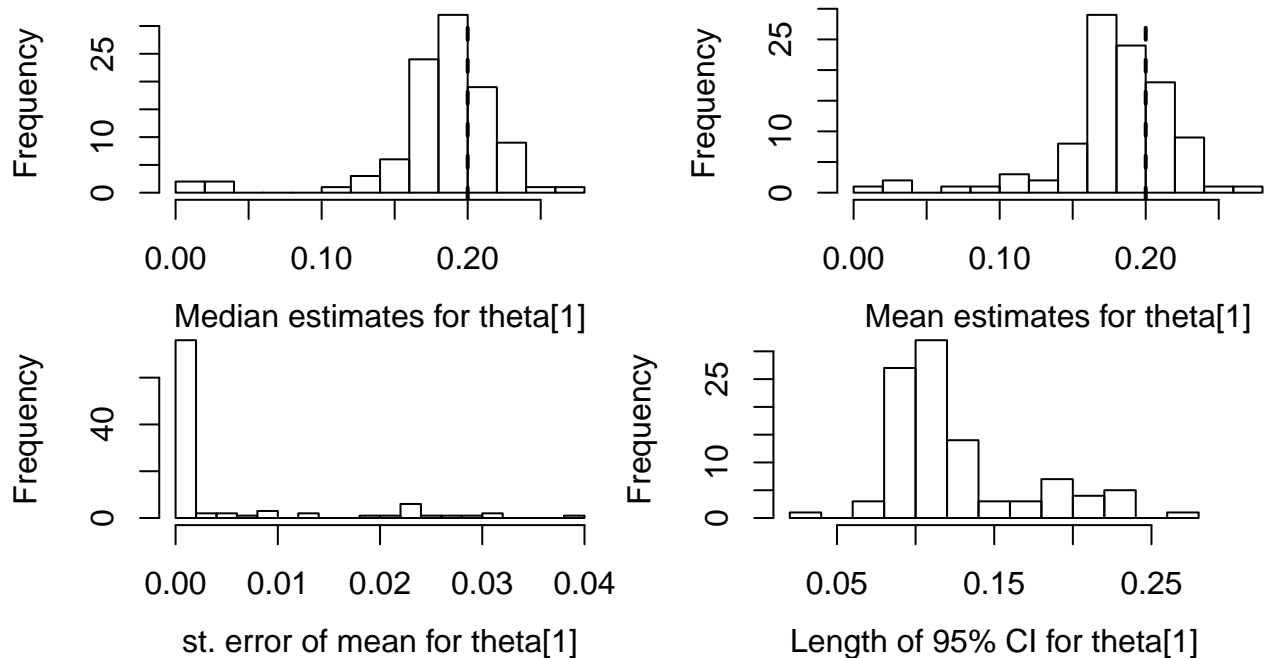 Frequency
0
10
25
0.00 0.10 0.20
Median estimates for theta[1]
Frequency
0
10
25
0.00 0.10 0.20
Mean estimates for theta[1]
Frequency
0
40
0.00 0.01 0.02 0.03 0.04
st. error of mean for theta[1]
Frequency
0
10
25
0.05 0.15 0.25
Length of 95% CI for theta[1]